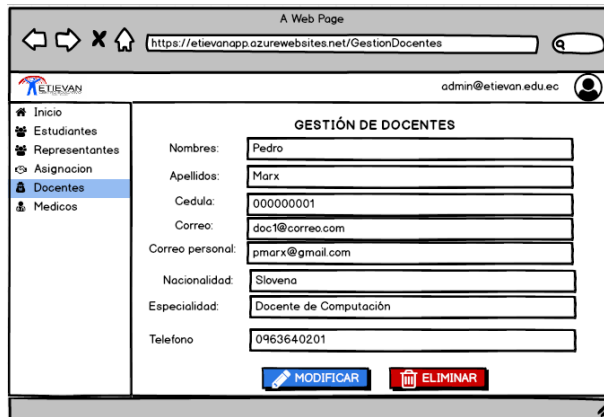 A Web Page
https://etievanapp.azurewebsites.net/GestionDocentes
ETIEVAN
admin@etievan.edu.ec
Inicio
Estudiantes
Representantes
Asignacion
Docentes
Medicos
GESTIÓN DE DOCENTES
Nombres: Pedro
Apellidos: Marx
Cedula: 000000001
Correo: doc1@correo.com
Correo personal: pmarx@gmail.com
Nacionalidad: Slovena
Especialidad: Docente de Computación
Telefono 0963640201
MODIFICAR ELIMINAR